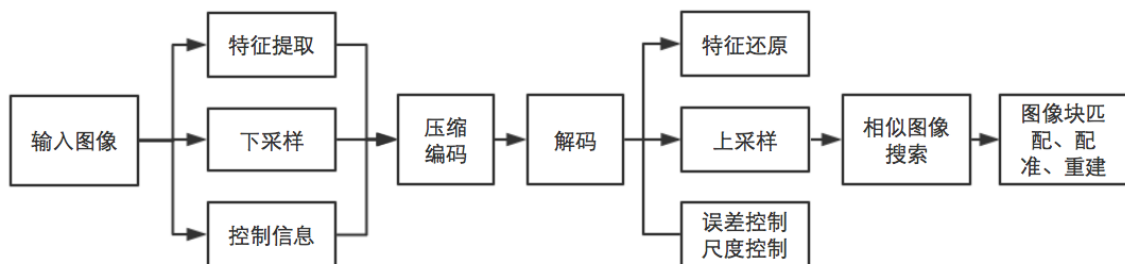 输入图像
特征提取
下采样
控制信息
压缩
编码
解码
特征还原
上采样
误差控制
尺度控制
相似图像
搜索
图像块匹
配、配
准、重建